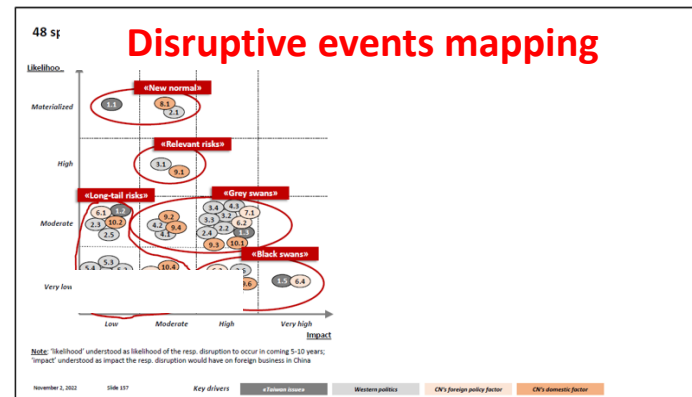 48 sp
Disruptive events mapping
Likelihoo
«New normal»
Materialized
1.1
8.1
2.1
«Relevant risks»
High
3.1
9.1
«Long-tail risks»
«Grey swans»
Moderate
6.1
1.2
2.3
10.2
2.5
9.2
4.2
9.4
4.1
3.4
4.3
7.1
3.3
3.2
6.2
2.4
2.2
1.3
9.3
10.1
«Black swans»
Very low
5.4
5.3
10.4
1.5
6.4
Low
Moderate
High
Very high
Impact
Note: 'likelihood' understood as likelihood of the resp. disruption to occur in coming 5-10 years;
'impact' understood as impact the resp. disruption would have on foreign business in China
November 2, 2022
Slide 137
Key drivers
«Taiwan issue»
Western politics
CN's foreign policy factor
CN's domestic factor